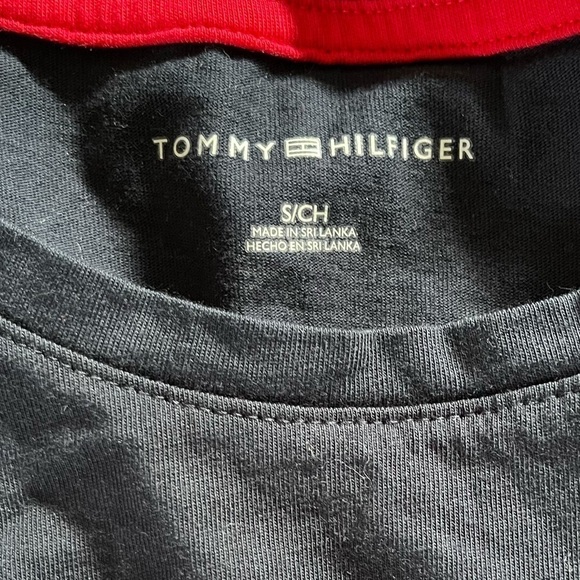 TOMMY HILFIGER
S/CH
MADE IN SRI LANKA
HECHO EN SRI LANKA